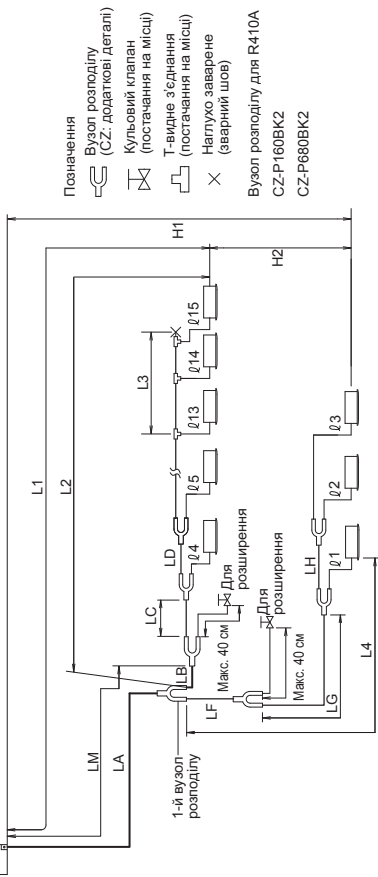 Позначення
Вузол розподілу
(CZ: додаткові деталі)
Кульовий клапан
(постачання на місці)
Т-видне з'єднання
(постачання на місці)
Наглухо заварене
(зварний шов)
Вузол розподілу для R410A
CZ-P160BK2
CZ-P680BK2
L1
L2
LM
LA
L3
LB
LC
LD
ℓ4
ℓ5
ℓ13
ℓ14
ℓ15
H1
H2
1-й вузол
розподілу
Макс. 40 см
Для
розширення
LF
Для
розширення
Макс. 40 см
LG
LH
ℓ1
ℓ2
ℓ3
L4